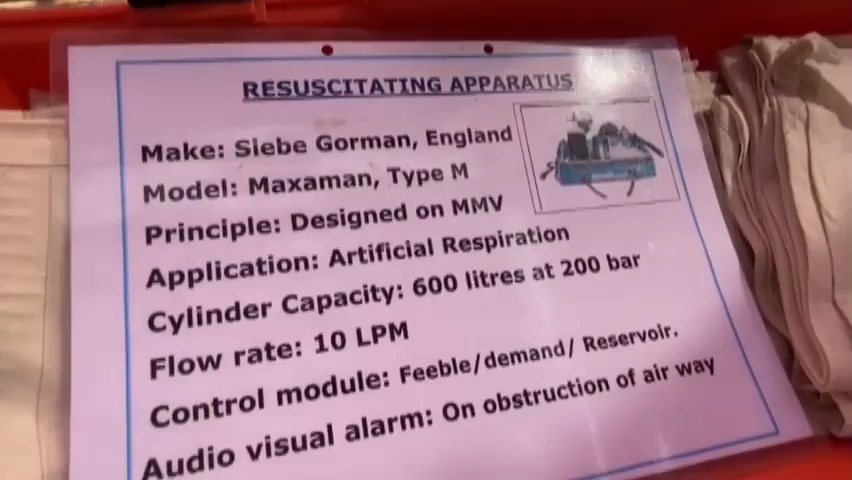 RESUSCITATING APPARATUS
Make: Siebe Gorman, England
Model: Maxaman, Type M
Principle: Designed on MMV
Application: Artificial Respiration
Cylinder Capacity: 600 litres at 200 bar
Flow rate: 10 LPM
Control module: Feeble/demand/ Reservoir.
Audio visual alarm: On obstruction of air way